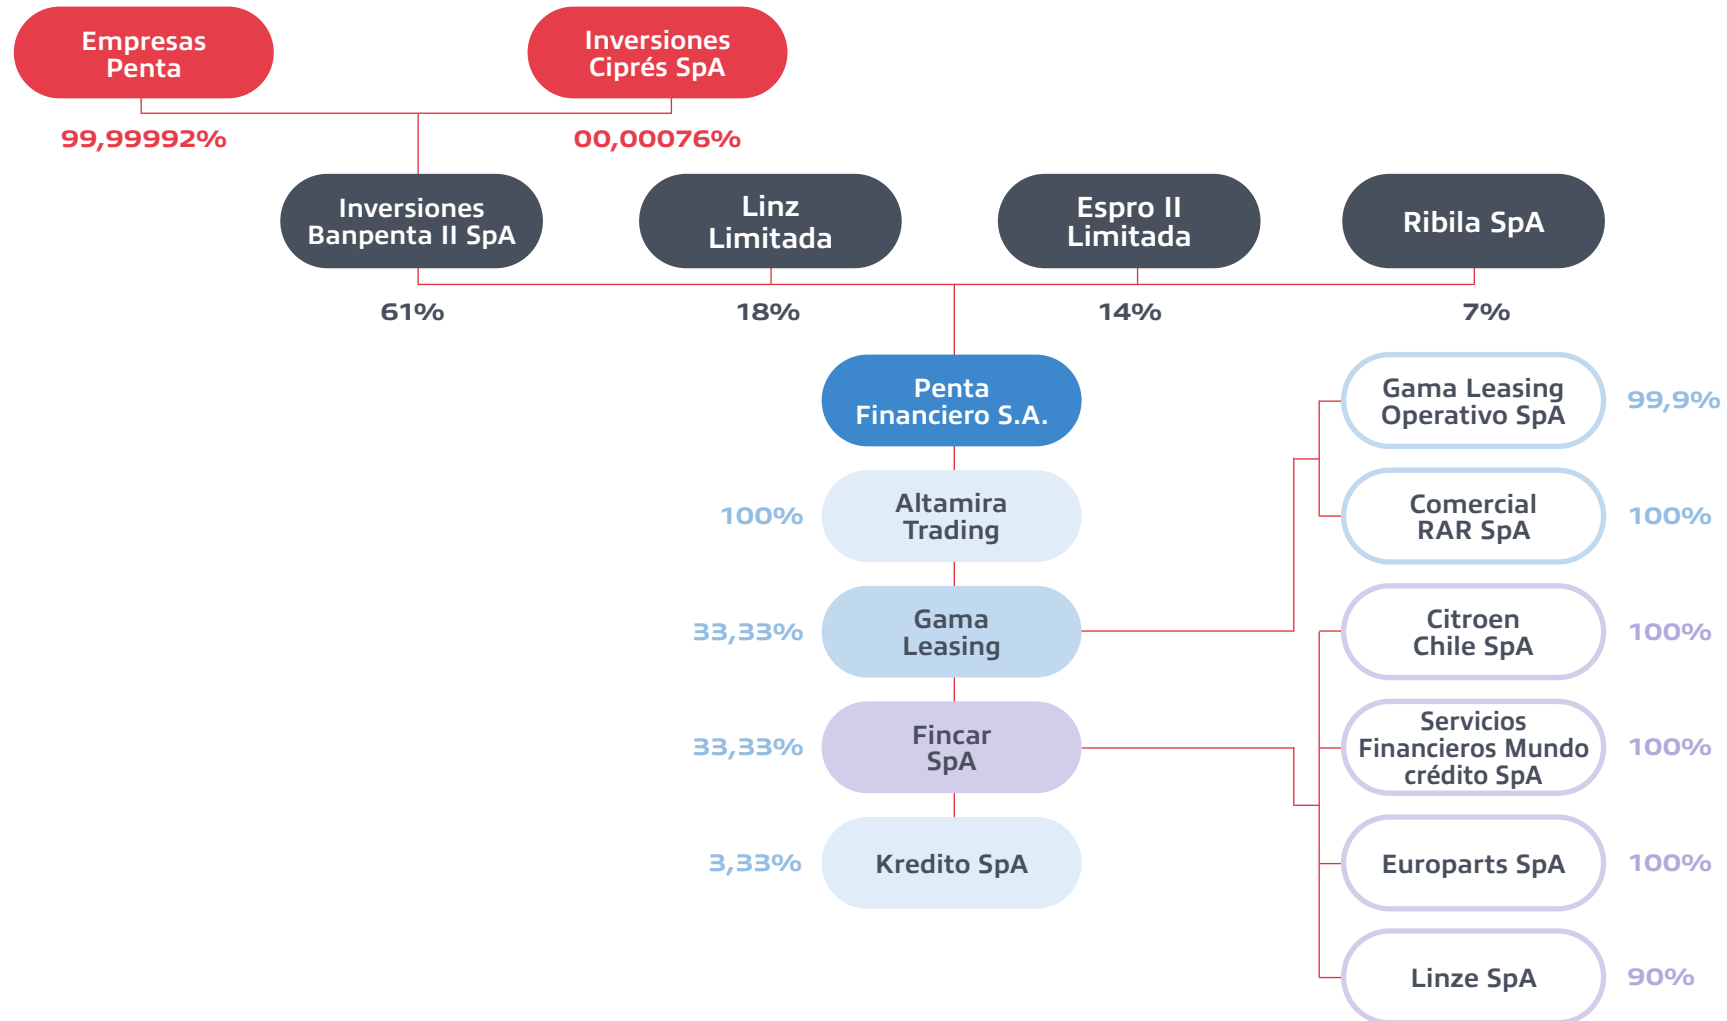 Empresas
Penta
Inversiones
Ciprés SpA
99,99992%
00,00076%
Inversiones
Banpenta II SpA
Linz
Limitada
Espro II
Limitada
Ribila SpA
61%
18%
14%
7%
Penta
Financiero S.A.
Gama Leasing
Operativo SpA
99,9%
100%
Altamira
Trading
Comercial
RAR SpA
100%
33,33%
Gama
Leasing
Citroen
Chile SpA
100%
33,33%
Fincar
SpA
Servicios
Financieros Mundo
crédito SpA
100%
3,33%
Kredito SpA
Europarts SpA
100%
Linze SpA
90%